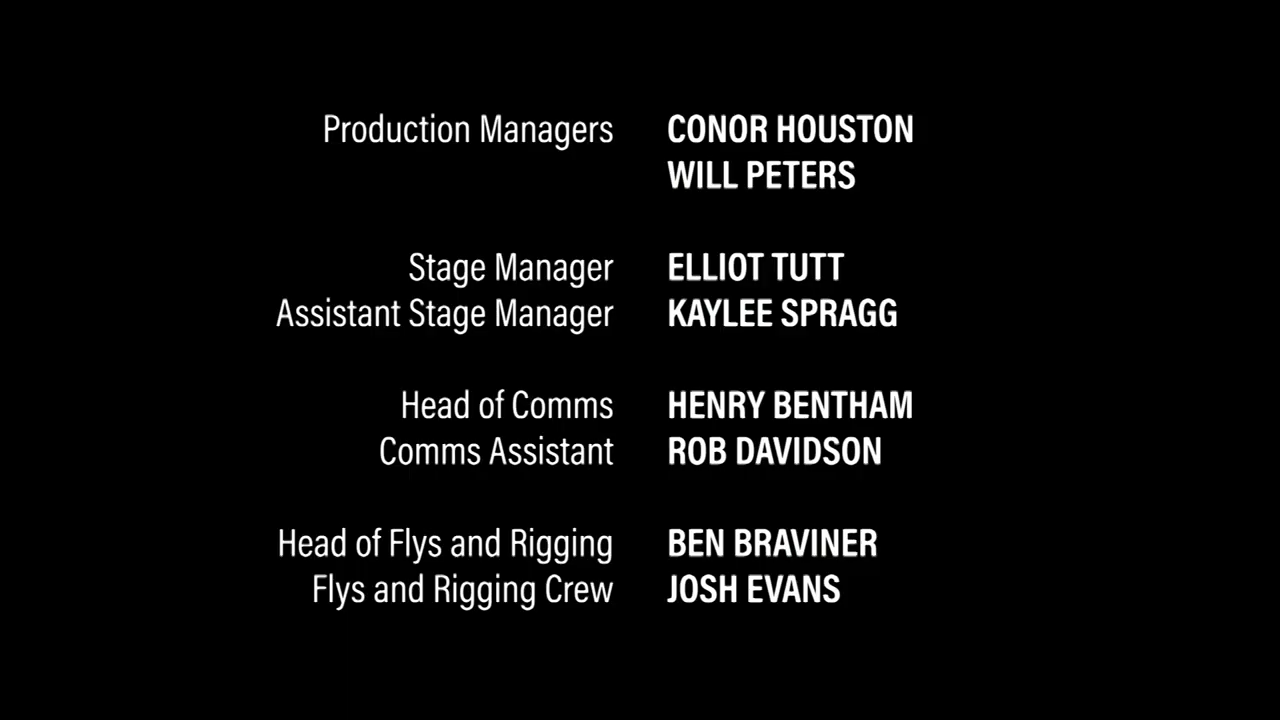 Production Managers CONOR HOUSTON
WILL PETERS
Stage Manager ELLIOT TUTT
Assistant Stage Manager KAYLEE SPRAGG
Head of Comms HENRY BENTHAM
Comms Assistant ROB DAVIDSON
Head of Flys and Rigging BEN BRAVINER
Flys and Rigging Crew JOSH EVANS